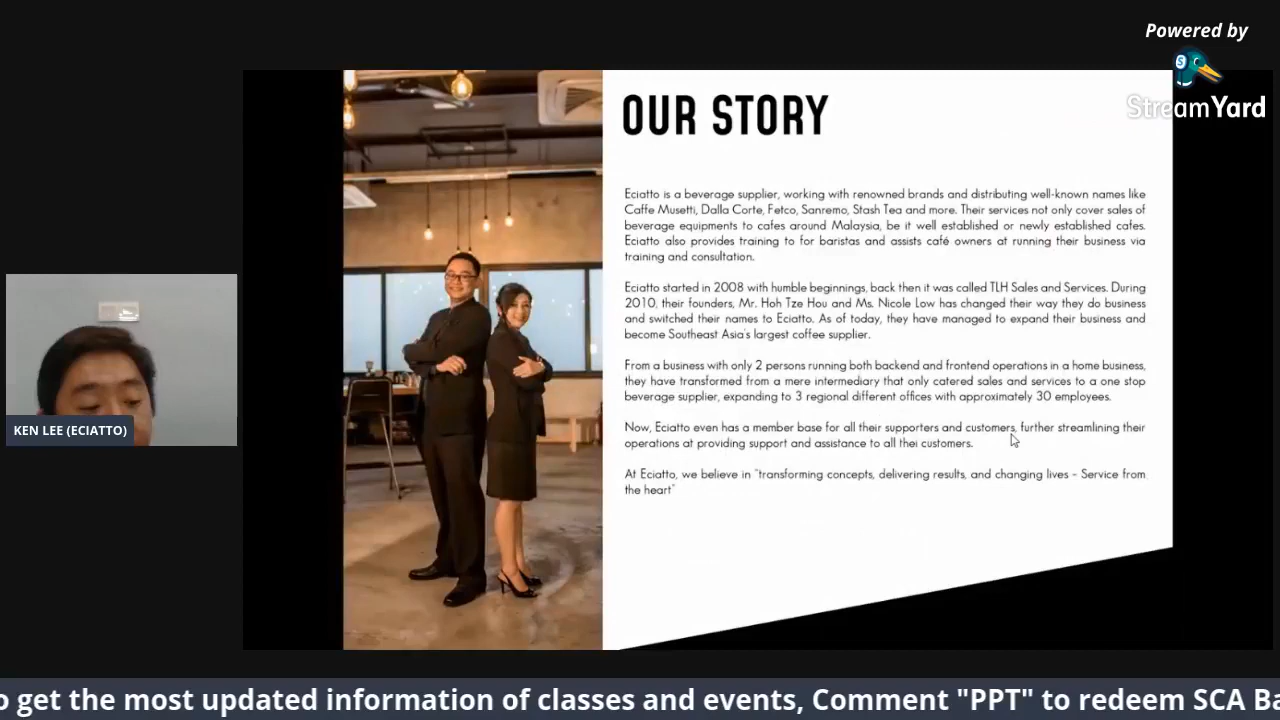 Powered by
StreamYard
OUR STORY
Eciatto is a beverage supplier, working with renowned brands and distributing well-known names like
Caffe Musetti, Dalla Corte, Fetco, Sanremo, Stash Tea and more. Their services not only cover sales of
beverage equipments to cafes around Malaysia, be it well established or newly established cafes.
Eciatto also provides training to for baristas and assists café owners at running their business via
training and consultation.
Eciatto started in 2008 with humble beginnings, back then it was called TLH Sales and Services. During
2010, their founders, Mr. Hoh Tze Hou and Ms. Nicole Low has changed their way they do business
and switched their names to Eciatto. As of today, they have managed to expand their business and
become Southeast Asia's largest coffee supplier.
From a business with only 2 persons running both backend and frontend operations in a home business,
they have transformed from a mere intermediary that only catered sales and services to a one stop
beverage supplier, expanding to 3 regional different offices with approximately 30 employees.
Now, Eciatto even has a member base for all their supporters and customers, further streamlining their
operations at providing support and assistance to all thei customers.
At Eciatto, we believe in "transforming concepts, delivering results, and changing lives – Service from
the heart"
KEN LEE (ECIATTO)
o get the most updated information of classes and events, Comment "PPT" to redeem SCA Ba